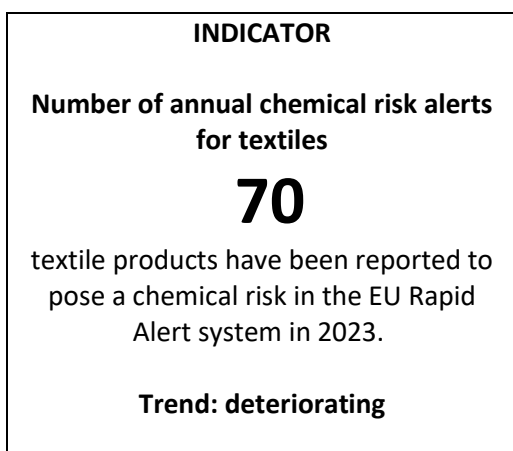 INDICATOR
Number of annual chemical risk alerts
for textiles
70
textile products have been reported to
pose a chemical risk in the EU Rapid
Alert system in 2023.
Trend: deteriorating